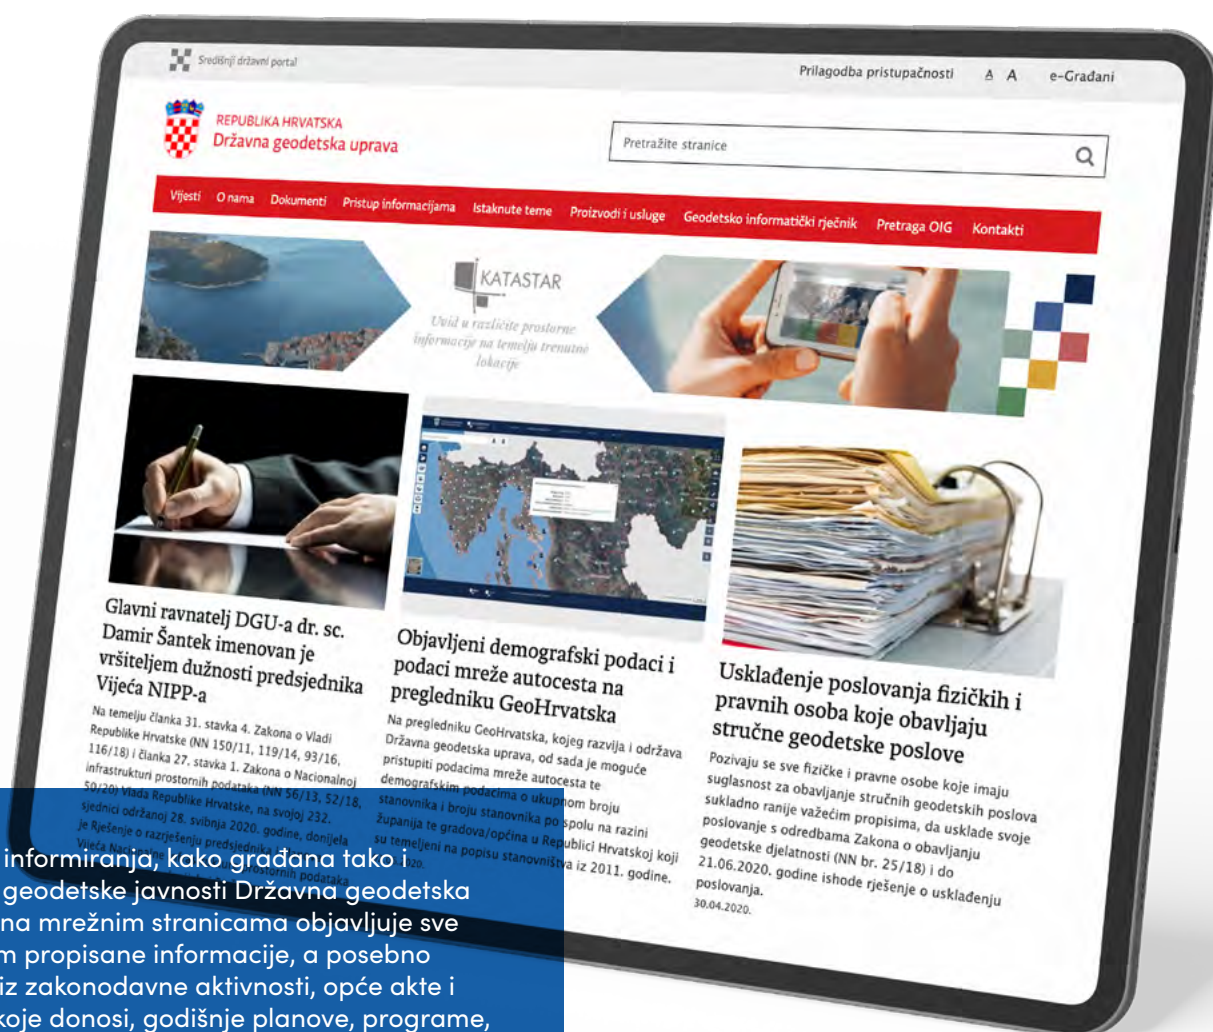 Središnji državni portal
Prilagodba pristupačnosti A A e-Građani
REPUBLIKA HRVATSKA
Državna geodetska uprava
Pretražite stranice
Vijesti O nama Dokumenti Pristup informacijama Istaknute teme Proizvodi i usluge Geodetsko informatički rječnik Pretraga OIG Kontakti
KATASTAR
Uvid u različite prostorne
informacije na temelju trenutne
lokacije
Glavni ravnatelj DGU-a dr. sc.
Damir Šantek imenovan je
vršiteljem dužnosti predsjednika
Vijeća NIPP-a
Na temelju članka 31. stavka 4. Zakona o Vladi
Republike Hrvatske (NN 150/11, 119/14, 93/16,
116/18) i članka 27. stavka 1. Zakona o Nacionalnoj
infrastrukturi prostornih podataka (NN 56/13, 52/18,
50/20) Vlada Republike Hrvatske, na svojoj 232.
sjednici održanoj 28. svibnja 2020. godine, donijela
je Rješenje o razrješenju predsjednika
Vijeća Nacionalne prostornih podataka
Objavljeni demografski podaci i
podaci mreže autocesta na
pregledniku GeoHrvatska
Na pregledniku GeoHrvatska, kojeg razvija i održava
Državna geodetska uprava, od sada je moguće
pristupiti podacima mreže autocesta te
demografskim podacima o ukupnom broju
stanovnika i broju stanovnika po spolu na razini
županija te gradova/općina u Republici Hrvatskoj koji
su temeljeni na popisu stanovništva iz 2011. godine.
2020.
Usklađenje poslovanja fizičkih i
pravnih osoba koje obavljaju
stručne geodetske poslove
Pozivaju se sve fizičke i pravne osobe koje imaju
suglasnost za obavljanje stručnih geodetskih poslova
sukladno ranije važećim propisima, da usklade svoje
poslovanje s odredbama Zakona o obavljanju
geodetske djelatnosti (NN br. 25/18) i do
21.06.2020. godine ishode rješenje o usklađenju
poslovanja.
30.04.2020.
informiranja, kako građana tako i
geodetske javnosti Državna geodetska
na mrežnim stranicama objavljuje sve
m propisane informacije, a posebno
iz zakonodavne aktivnosti, opće akte i
koje donosi, godišnje planove, programe,